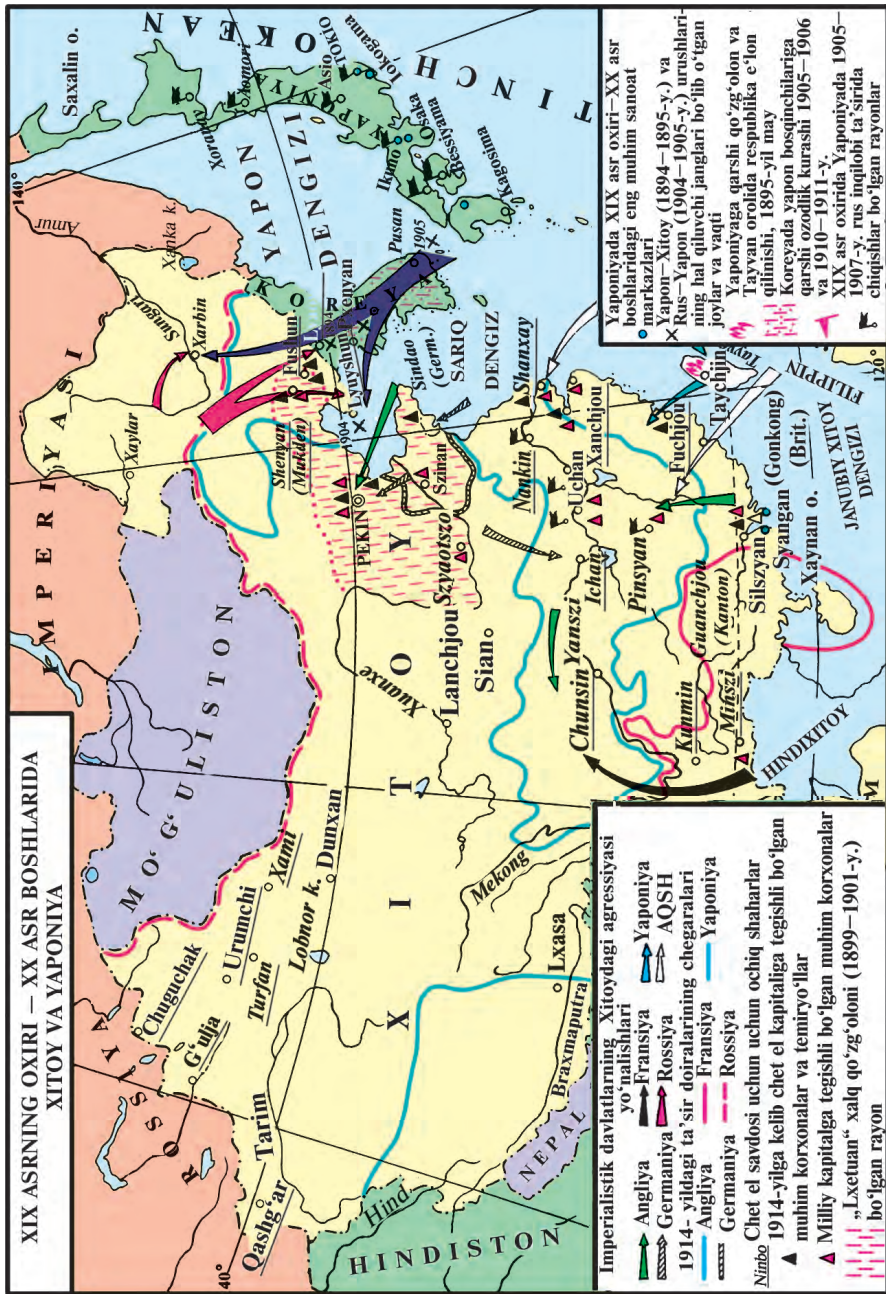 XIX ASRNING OXIRI – XX ASR BOSHLARIDA
XITOY VA YAPONIYA
ROSSIYA
IMPERIYASI
MO‘G‘ULISTON
XITOY
HINDISTON
NEPAL
KOREYA
YAPONIYA
YAPON
DENGIZI
TINCH
OKEAN
SARIQ
DENGIZ
JANUBIY XITOY
DENGIZI
FILIPPIN
HINDIXITOY
140°
40°
120°
Saxalin o.
Amur
Xanka k.
Sungari
Xarbin
Xaylar
Aomori
Asio
TOKIO
Iokogama
Osaka
Ikuno
Bessiyama
Kagosima
Pusan
1905
Fushun
1904
Lyuyshun
1904
Shenyan
(Mukden)
PEKIN
Szyaotszo
Szinan
Sindao
(Germ.)
Chuguchak
G‘ulja
Urumchi
Turfan
Xami
Lobnor k.
Dunxan
Tarim
Qashg‘ar
Hind
Braxmaputra
Lxasa
Mekong
Xuanxe
Lanchjou
Sian
Yanszi
Chunsin
Ichan
Uchan
Nankin
Shanxay
Xanchjou
Pinsyan
Fuchjou
Taychjin
Guanchjou
(Kanton)
Kunmin
Silszyan
Syangan (Gonkong)
(Brit.)
Xaynan o.
Imperialistik davlatlarning Xitoydagi agressiyasi
yo‘nalishlari
Angliya Fransiya Yaponiya
Germaniya Rossiya AQSH
1914- yildagi ta’sir doiralarining chegaralari
Angliya Fransiya Yaponiya
Germaniya Rossiya
Ninbo Chet el savdosi uchun uchun ochiq shaharlar
1914-yilga kelib chet el kapitaliga tegishli bo‘lgan
muhim korxonalar va temiryo‘llar
Milliy kapitalga tegishli bo‘lgan muhim korxonalar
„Ixetuan“ xalq qo‘zg‘oloni (1899–1901-y.)
bo‘lgan rayon
Yaponiyada XIX asr oxiri–XX asr
boshlaridagi eng muhim sanoat
markazlari
Yapon–Xitoy (1894–1895-y.) va
Rus–Yapon (1904–1905-y.) urushlari-
ning hal qiluvchi janglari bo‘lib o‘tgan
joylar va vaqti
Yaponiyaga qarshi qo‘zg‘olon va
Tayvan orolida respublika e’lon
qilinishi, 1895-yil may
Koreyada yapon bosqinchilariga
qarshi ozodlik kurashi 1905–1906
va 1910–1911-y.
XIX asr oxirida Yaponiyada 1905–
1907-y. rus inqilobi ta’sirida
chiqishlar bo‘lgan rayonlar